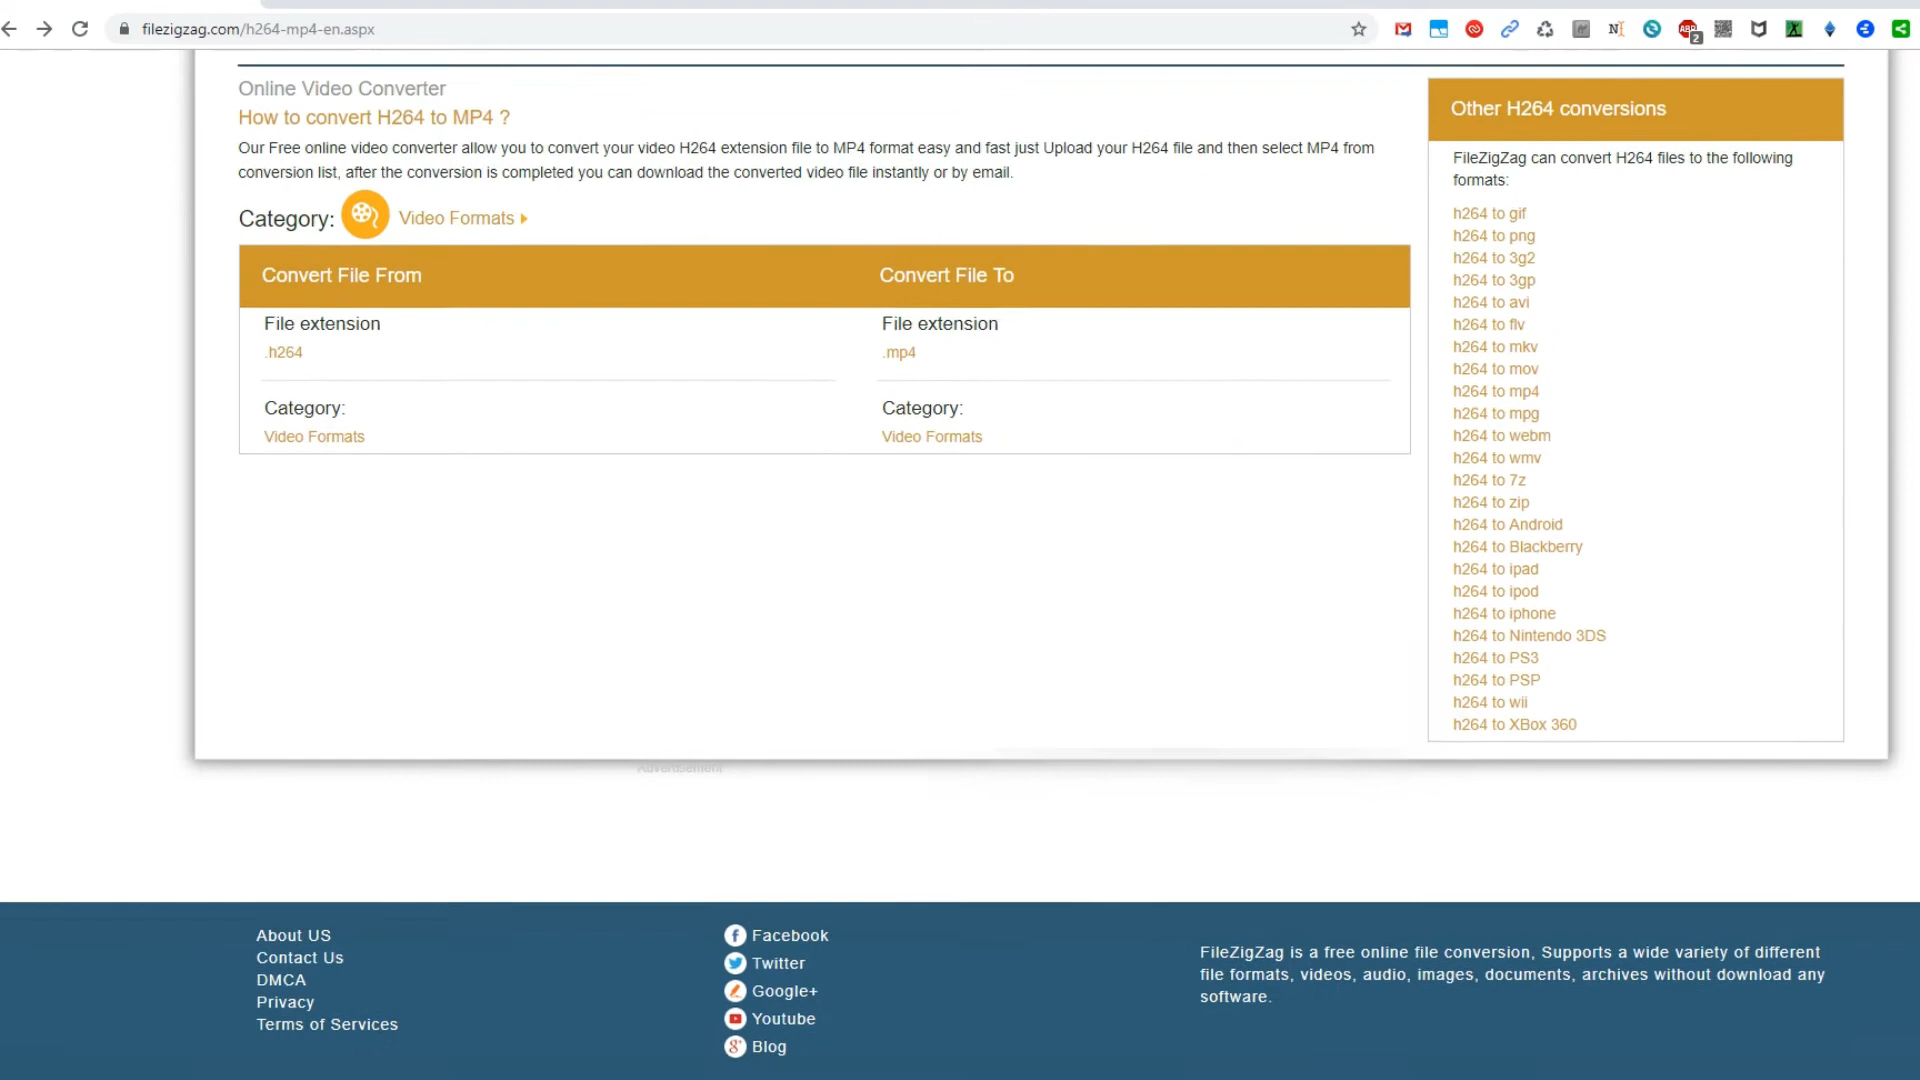 filezigzag.com/h264-mp4-en.aspx
N
ABP
2
Online Video Converter
How to convert H264 to MP4 ?
Our Free online video converter allow you to convert your video H264 extension file to MP4 format easy and fast just Upload your H264 file and then select MP4 from
conversion list, after the conversion is completed you can download the converted video file instantly or by email.
Category:
Video Formats
Convert File From
Convert File To
File extension
File extension
.h264
.mp4
Category:
Category:
Video Formats
Video Formats
Other H264 conversions
FileZigZag can convert H264 files to the following
formats:
h264 to gif
h264 to png
h264 to 3g2
h264 to 3gp
h264 to avi
h264 to flv
h264 to mkv
h264 to mov
h264 to mp4
h264 to mpg
h264 to webm
h264 to wmv
h264 to 7z
h264 to zip
h264 to Android
h264 to Blackberry
h264 to ipad
h264 to ipod
h264 to iphone
h264 to Nintendo 3DS
h264 to PS3
h264 to PSP
h264 to wii
h264 to XBox 360
Advertisement
About US
Contact Us
DMCA
Privacy
Terms of Services
Facebook
Twitter
Google+
Youtube
Blog
FileZigZag is a free online file conversion, Supports a wide variety of different
file formats, videos, audio, images, documents, archives without download any
software.